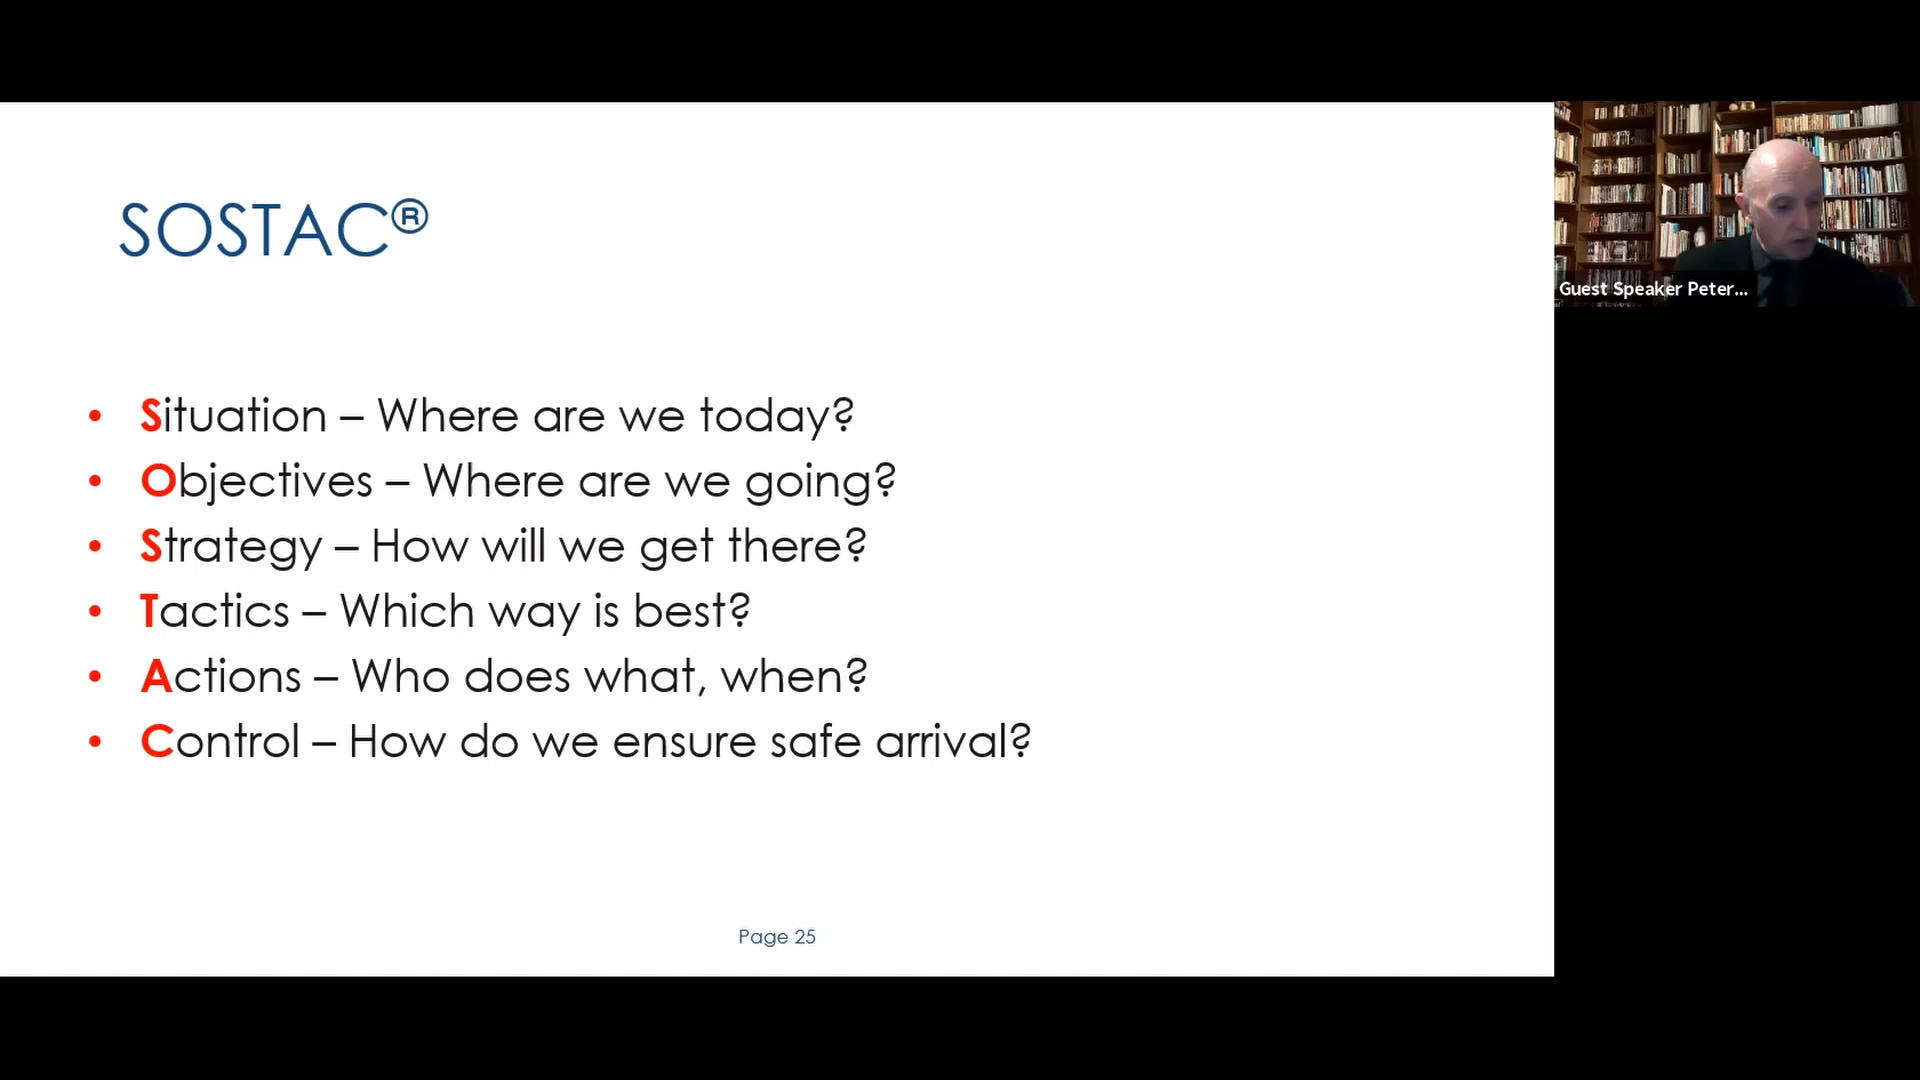 SOSTAC®
• Situation – Where are we today?
• Objectives – Where are we going?
• Strategy – How will we get there?
• Tactics – Which way is best?
• Actions – Who does what, when?
• Control – How do we ensure safe arrival?
Page 25
Guest Speaker Peter...